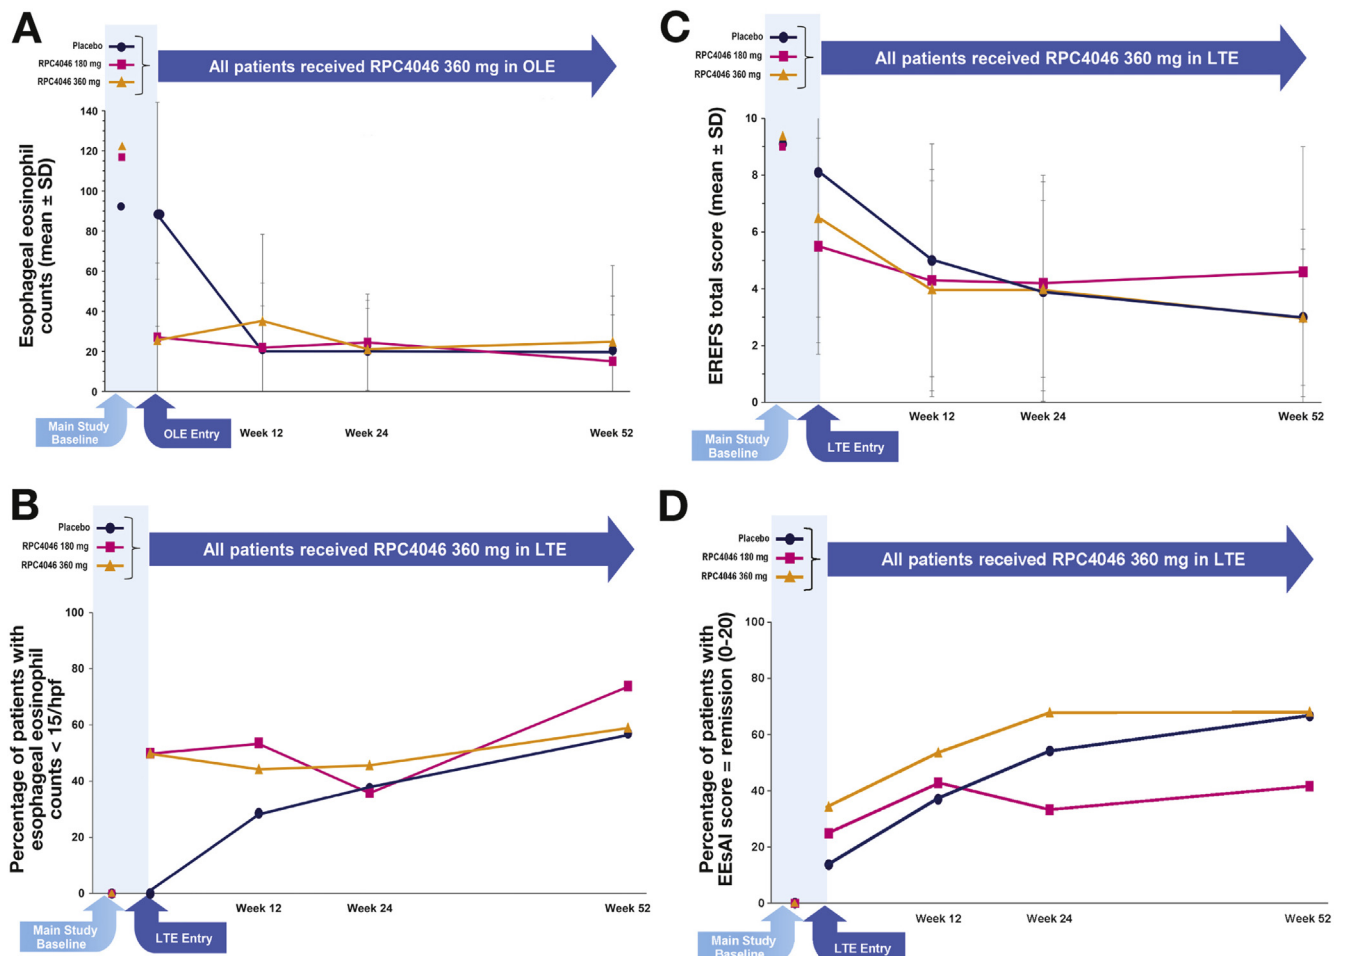 A
Placebo
RPC4046 180 mg
RPC4046 360 mg
All patients received RPC4046 360 mg in OLE
Esophageal eosinophil
counts (mean ± SD)
140
120
100
80
60
40
20
0
Main Study
Baseline
OLE Entry
Week 12
Week 24
Week 52
C
Placebo
RPC4046 180 mg
RPC4046 360 mg
All patients received RPC4046 360 mg in LTE
EREFS total score (mean ± SD)
10
8
6
4
2
0
Main Study
Baseline
LTE Entry
Week 12
Week 24
Week 52
B
Placebo
RPC4046 180 mg
RPC4046 360 mg
All patients received RPC4046 360 mg in LTE
Percentage of patients with
esophageal eosinophil
counts < 15/hpf
100
80
60
40
20
0
Main Study
Baseline
LTE Entry
Week 12
Week 24
Week 52
D
Placebo
RPC4046 180 mg
RPC4046 360 mg
All patients received RPC4046 360 mg in LTE
Percentage of patients with
EEsAI score = remission (0-20)
100
80
60
40
20
0
Main Study
Baseline
LTE Entry
Week 12
Week 24
Week 52